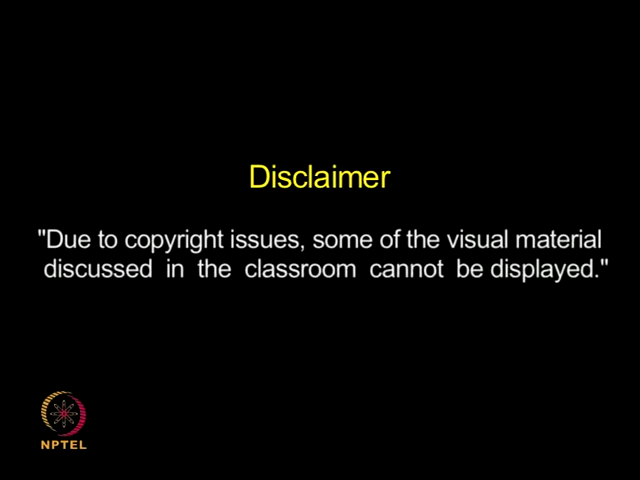 Disclaimer
"Due to copyright issues, some of the visual material
discussed in the classroom cannot be displayed."
NPTEL